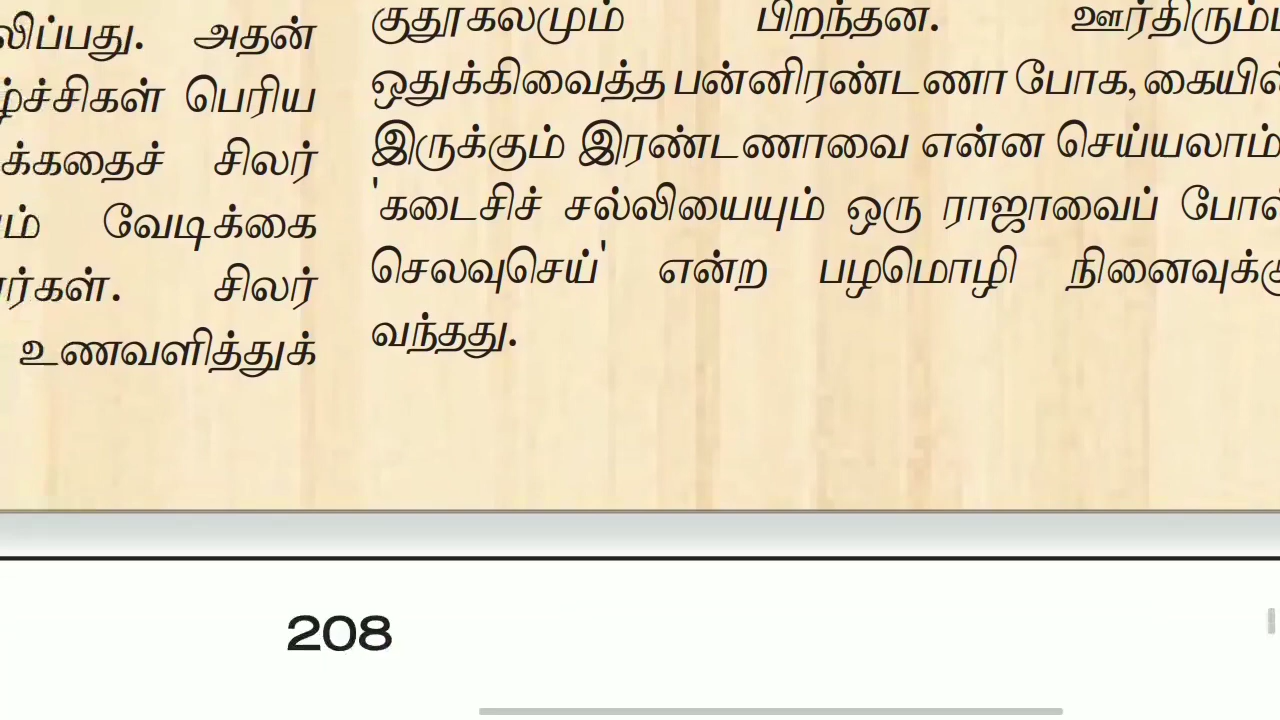 லிப்பது. அதன்
ழ்ச்சிகள் பெரிய
க்கதைச் சிலர்
ம் வேடிக்கை
ர்கள். சிலர்
உணவளித்துக்
குதூகலமும் பிறந்தன. ஊர்திரும்ப
ஒதுக்கிவைத்த பன்னிரண்டணா போக, கையில்
இருக்கும் இரண்டணாவை என்ன செய்யலாம்
'கடைசிச் சல்லியையும் ஒரு ராஜாவைப் போல்
செலவுசெய்' என்ற பழமொழி நினைவுக்கு
வந்தது.
208